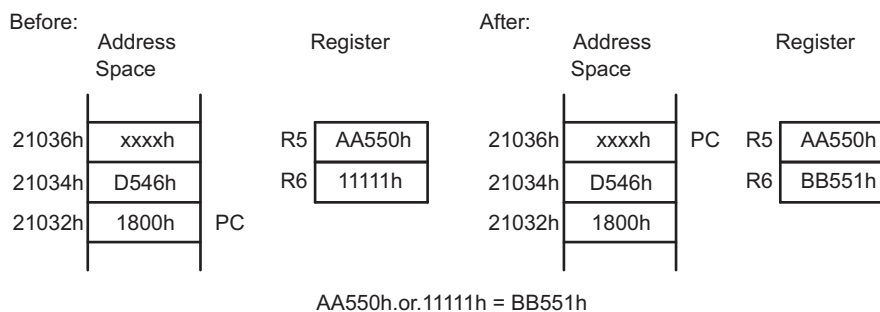 Before:
Address Space
Register
21036h xxxxh
21034h D546h
21032h 1800h PC
R5 AA550h
R6 11111h
After:
Address Space
Register
21036h xxxxh PC
21034h D546h
21032h 1800h
R5 AA550h
R6 BB551h
AA550h.or.11111h = BB551h